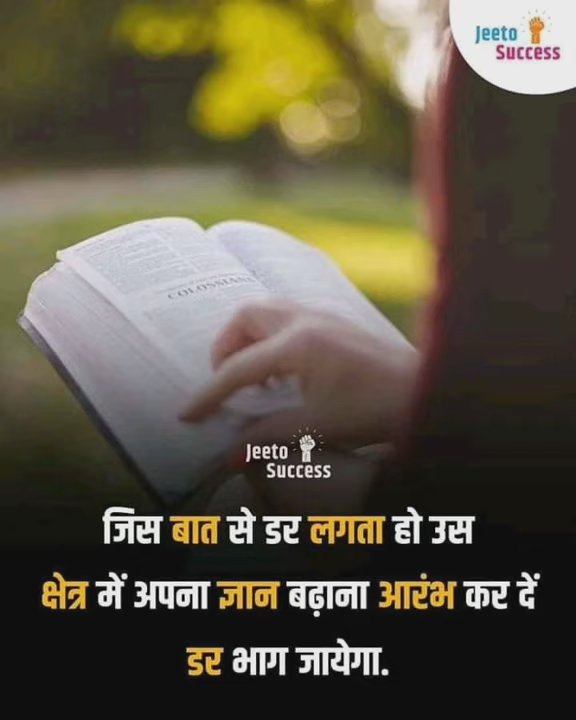 Jeeto
Success
COLOSSIANS
Jeeto
Success
जिस बात से डर लगता हो उस
क्षेत्र में अपना ज्ञान बढ़ाना आरंभ कर दें
डर भाग जायेगा.